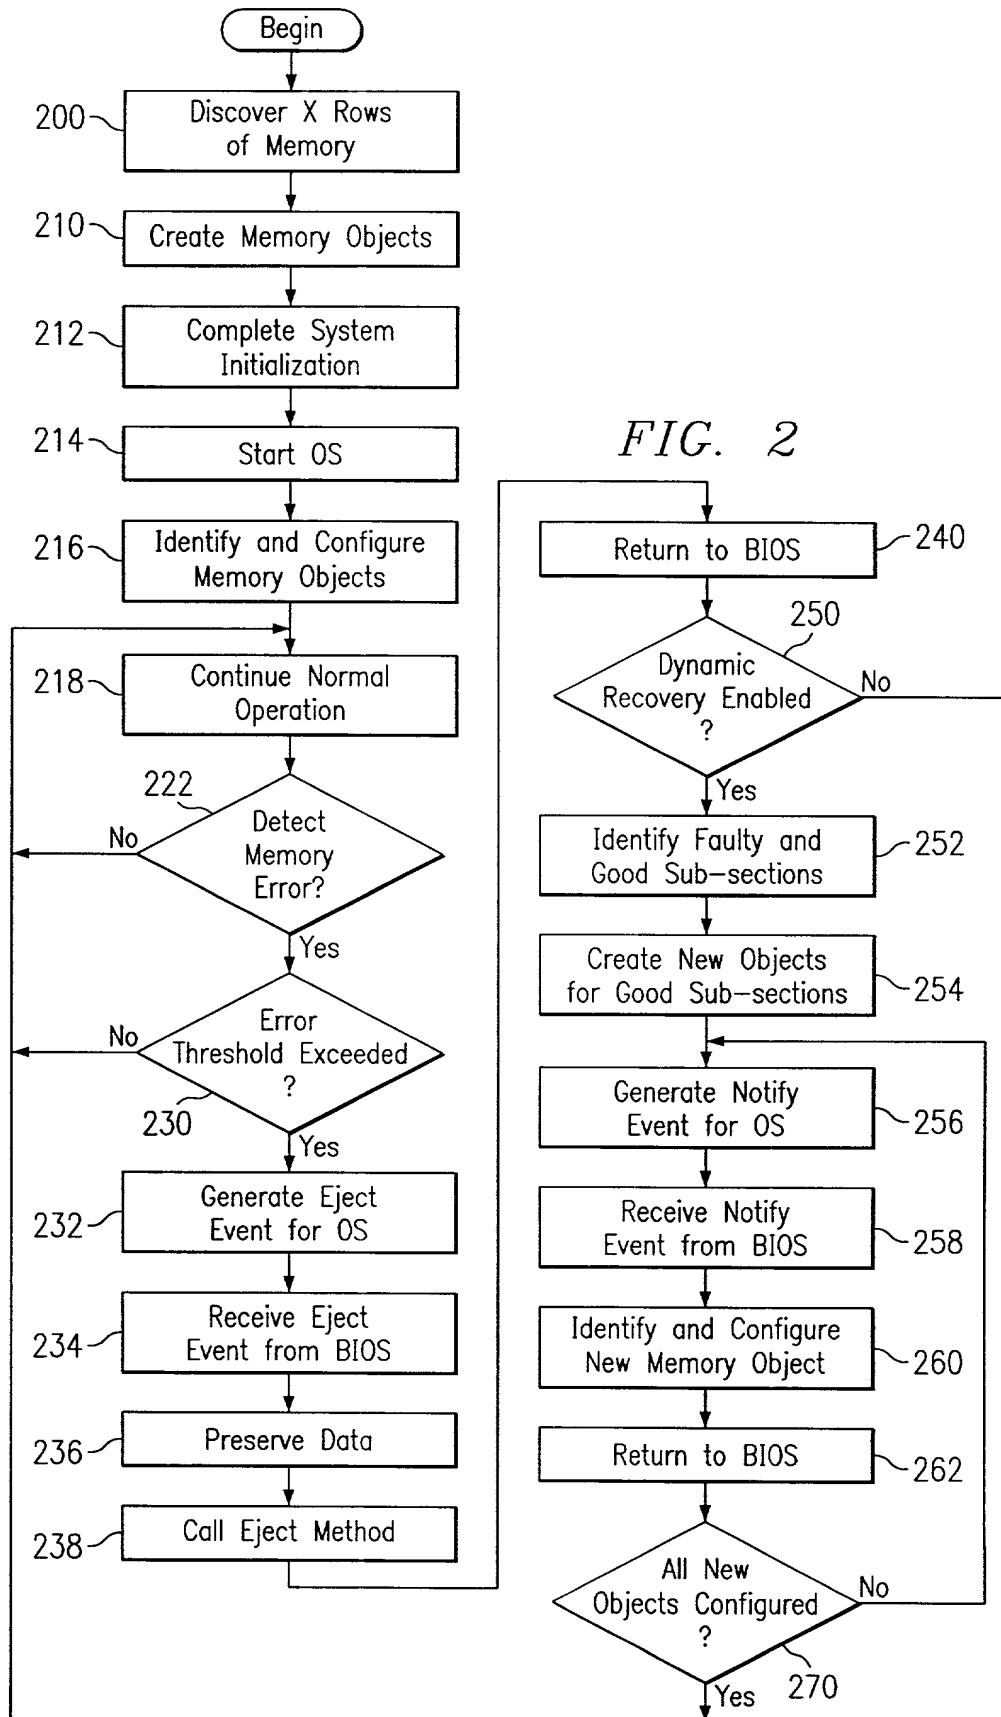 Begin
200
Discover X Rows
of Memory
210
Create Memory Objects
212
Complete System
Initialization
214
Start OS
216
Identify and Configure
Memory Objects
218
Continue Normal
Operation
222
Detect
Memory
Error?
No
Yes
Error
Threshold Exceeded
?
No
230
Yes
232
Generate Eject
Event for OS
234
Receive Eject
Event from BIOS
236
Preserve Data
238
Call Eject Method
FIG. 2
Return to BIOS
240
250
Dynamic
Recovery Enabled
?
No
Yes
Identify Faulty and
Good Sub-sections
252
Create New Objects
for Good Sub-sections
254
Generate Notify
Event for OS
256
Receive Notify
Event from BIOS
258
Identify and Configure
New Memory Object
260
Return to BIOS
262
All New
Objects Configured
?
No
270
Yes